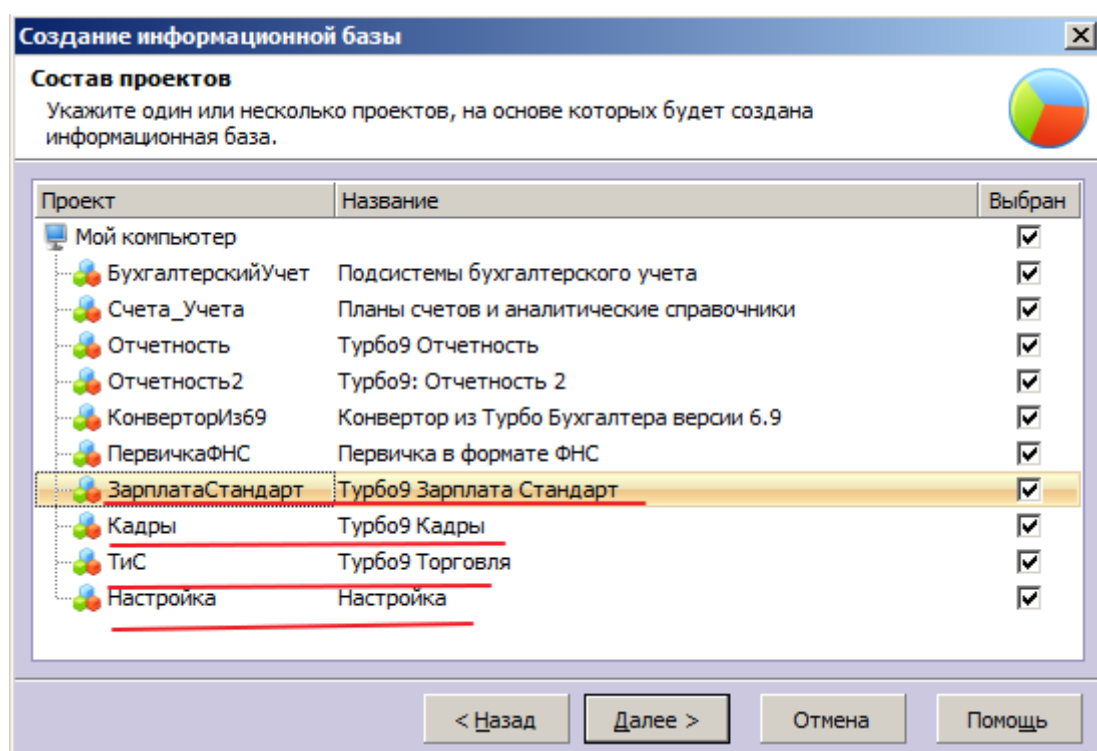 Создание информационной базы
Состав проектов
Укажите один или несколько проектов, на основе которых будет создана
информационная база.
Проект Название Выбран
Мой компьютер
БухгалтерскийУчет Подсистемы бухгалтерского учета
Счета_Учета Планы счетов и аналитические справочники
Отчетность Турбо9 Отчетность
Отчетность2 Турбо9: Отчетность 2
КонверторИз69 Конвертор из Турбо Бухгалтера версии 6.9
ПервичкаФНС Первичка в формате ФНС
ЗарплатаСтандарт Турбо9 Зарплата Стандарт
Кадры Турбо9 Кадры
ТиС Турбо9 Торговля
Настройка Настройка
< Назад Далее > Отмена Помощь